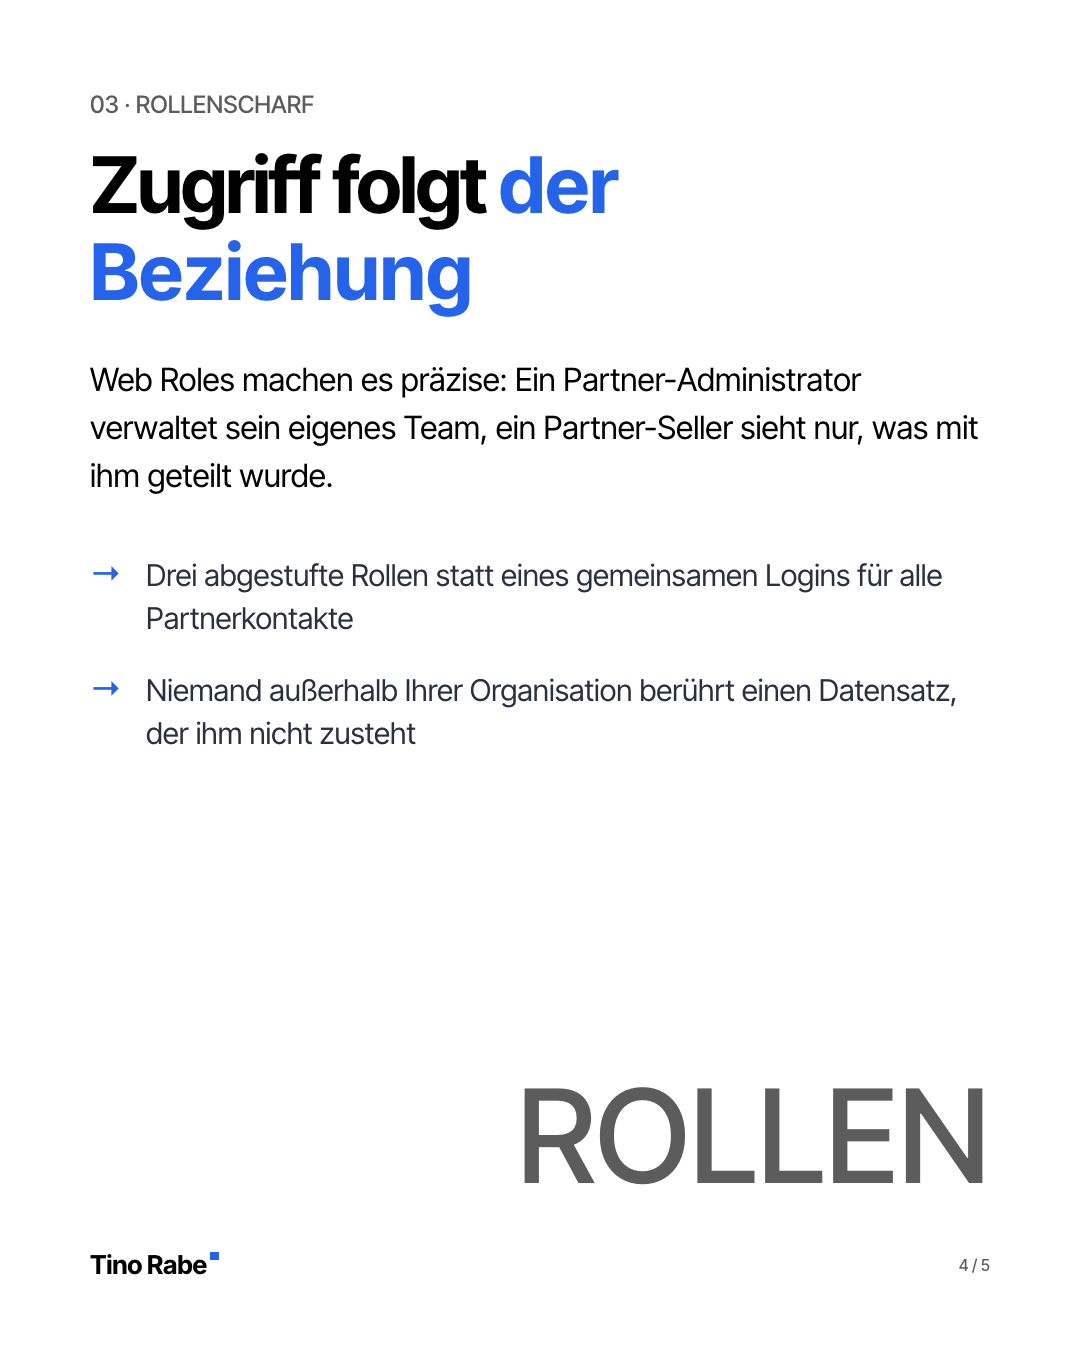 03 · ROLLENSCHARF
Zugriff folgt der
Beziehung
Web Roles machen es präzise: Ein Partner-Administrator
verwaltet sein eigenes Team, ein Partner-Seller sieht nur, was mit
ihm geteilt wurde.
→ Drei abgestufte Rollen statt eines gemeinsamen Logins für alle
Partnerkontakte
→ Niemand außerhalb Ihrer Organisation berührt einen Datensatz,
der ihm nicht zusteht
ROLLEN
Tino Rabe
4 / 5